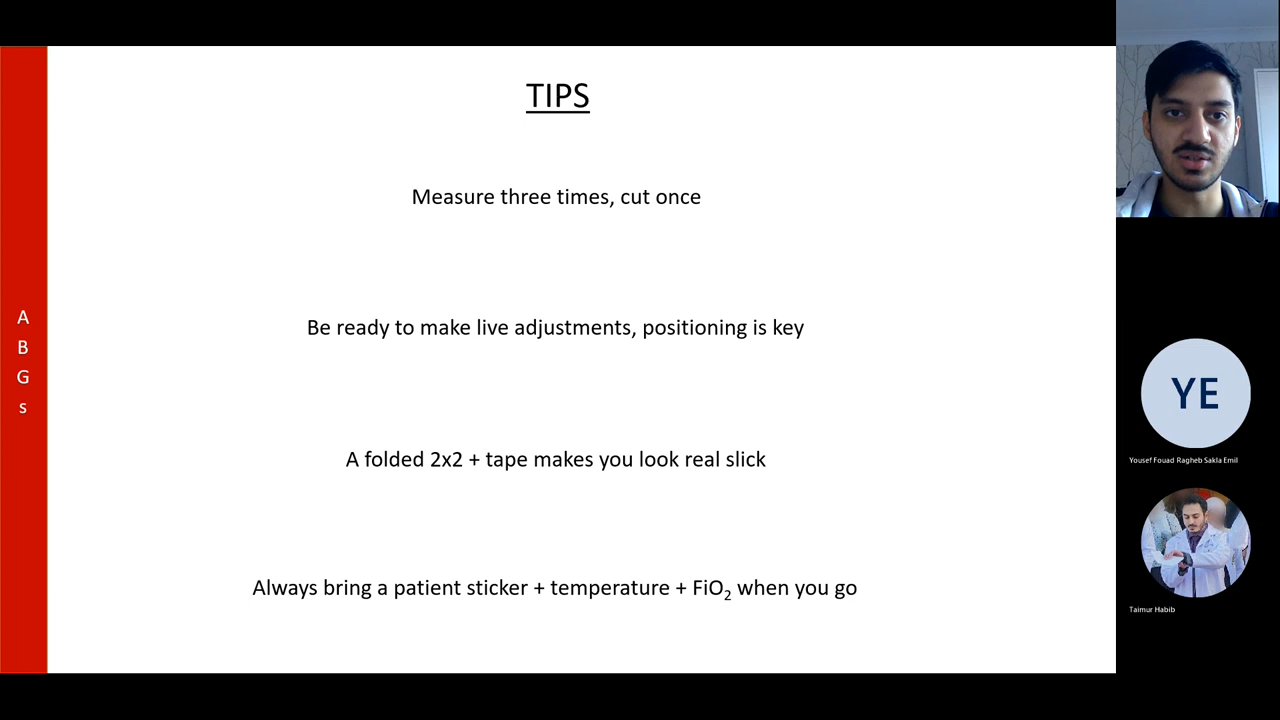 TIPS
Measure three times, cut once
Be ready to make live adjustments, positioning is key
A folded 2x2 + tape makes you look real slick
Always bring a patient sticker + temperature + FiO₂ when you go
A
B
G
s
YE
Yousef Fouad Ragheb Sakla Emil
Taimur Habib